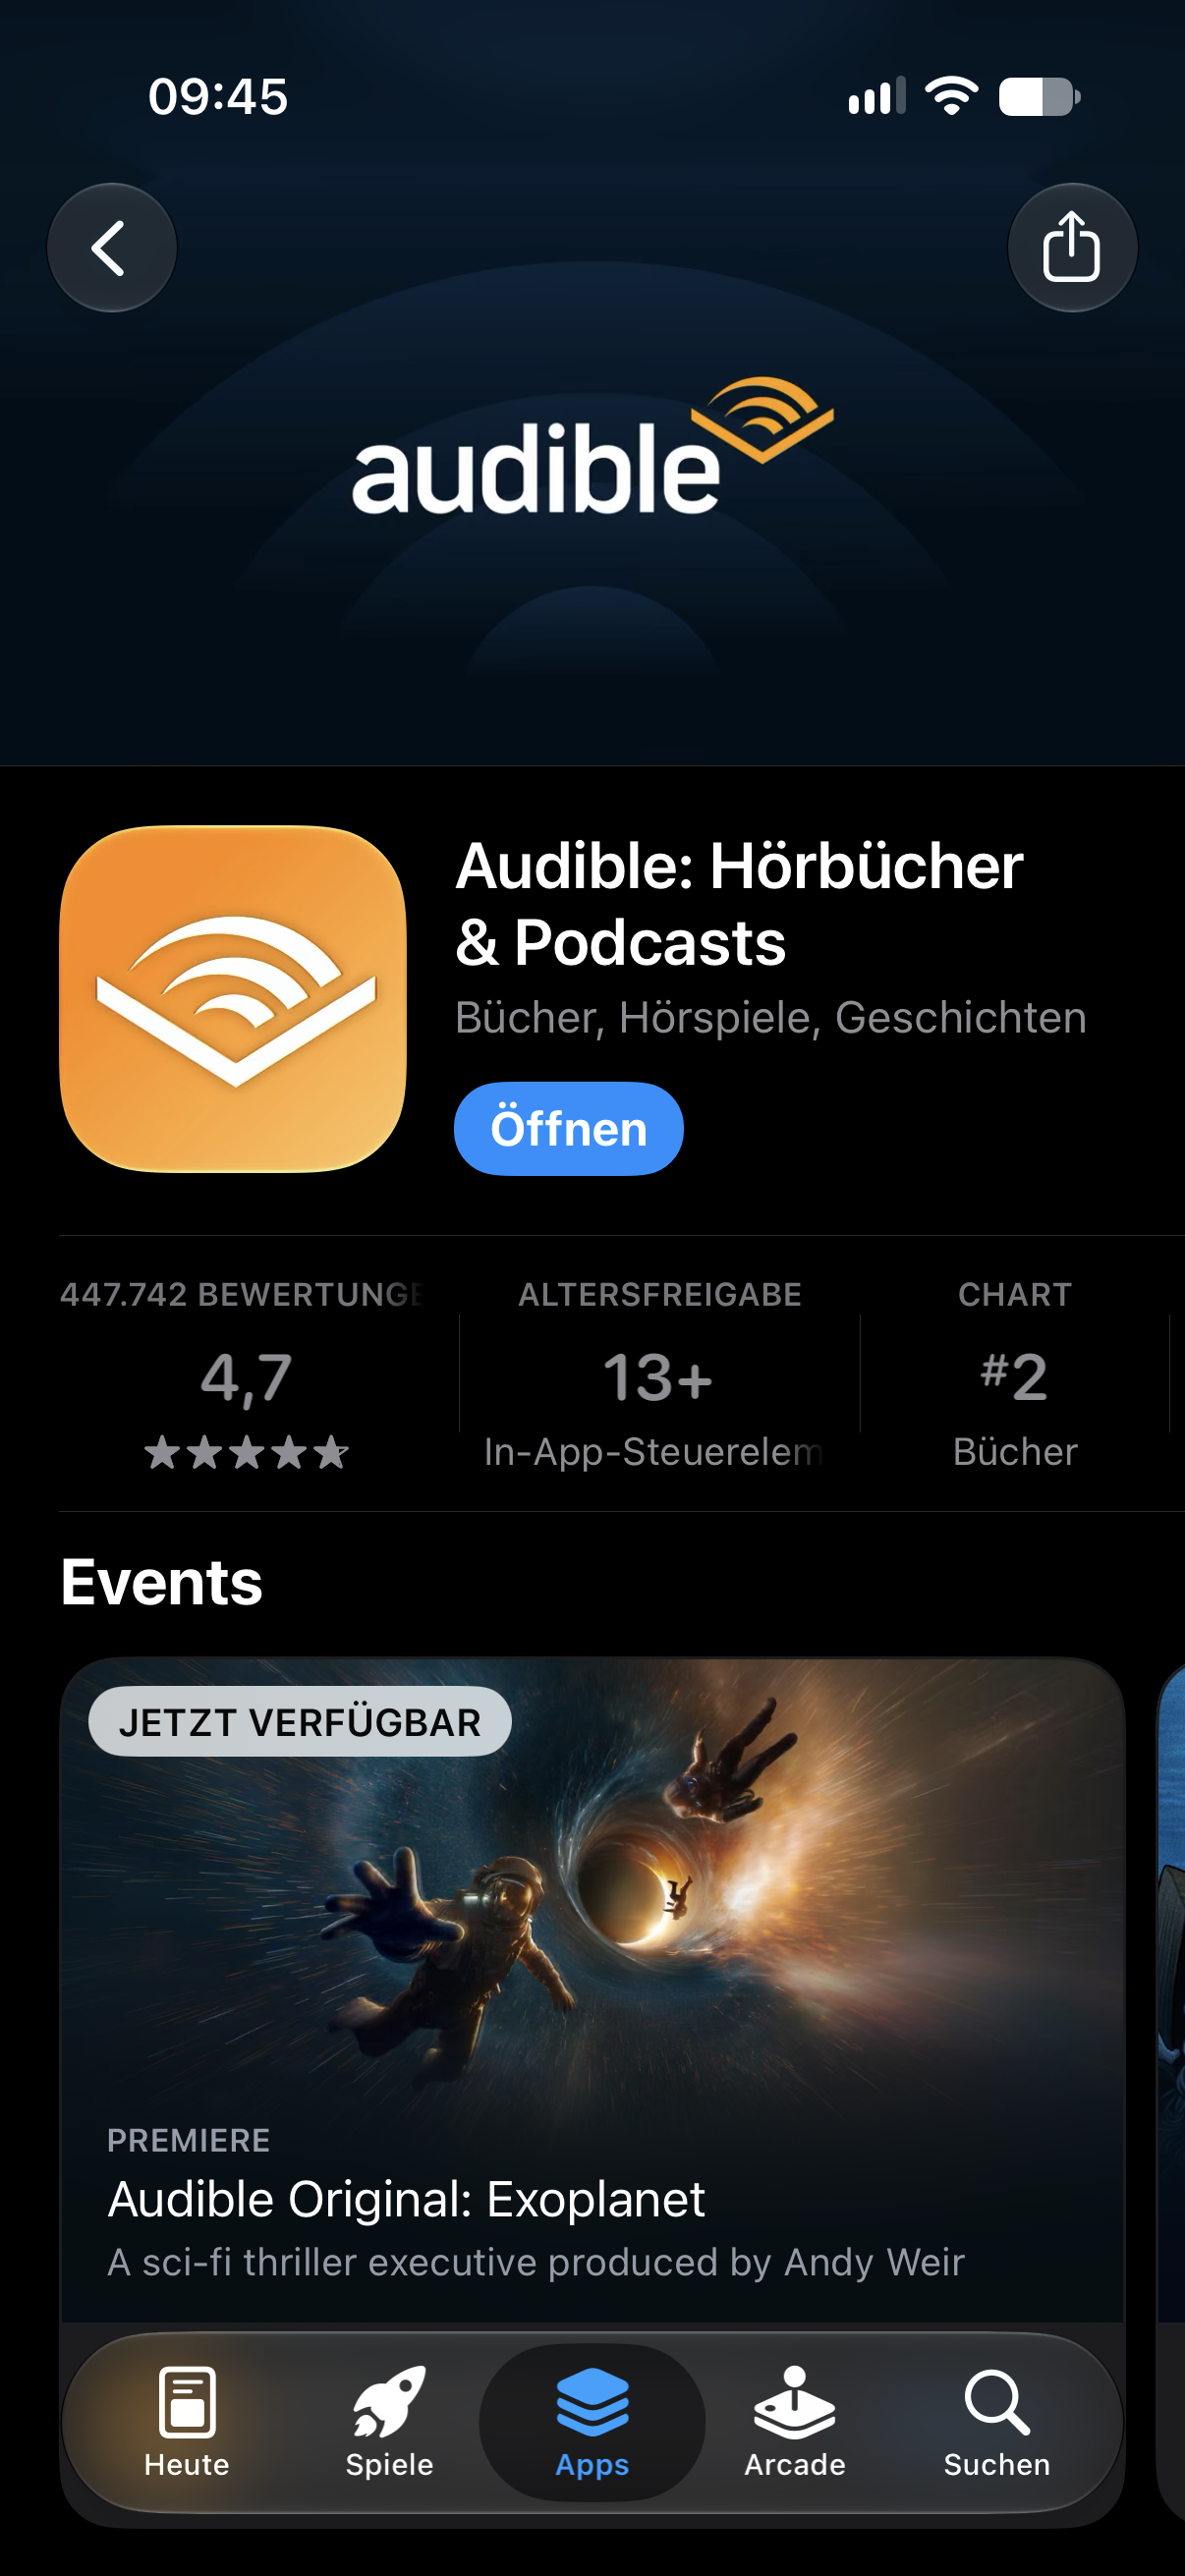 09:45
audible
Audible: Hörbücher
& Podcasts
Bücher, Hörspiele, Geschichten
Öffnen
447.742 BEWERTUNGE
4,7
ALTERSFREIGABE
13+
In-App-Steuerelem
CHART
#2
Bücher
Events
JETZT VERFÜGBAR
PREMIERE
Audible Original: Exoplanet
A sci-fi thriller executive produced by Andy Weir
Heute
Spiele
Apps
Arcade
Suchen